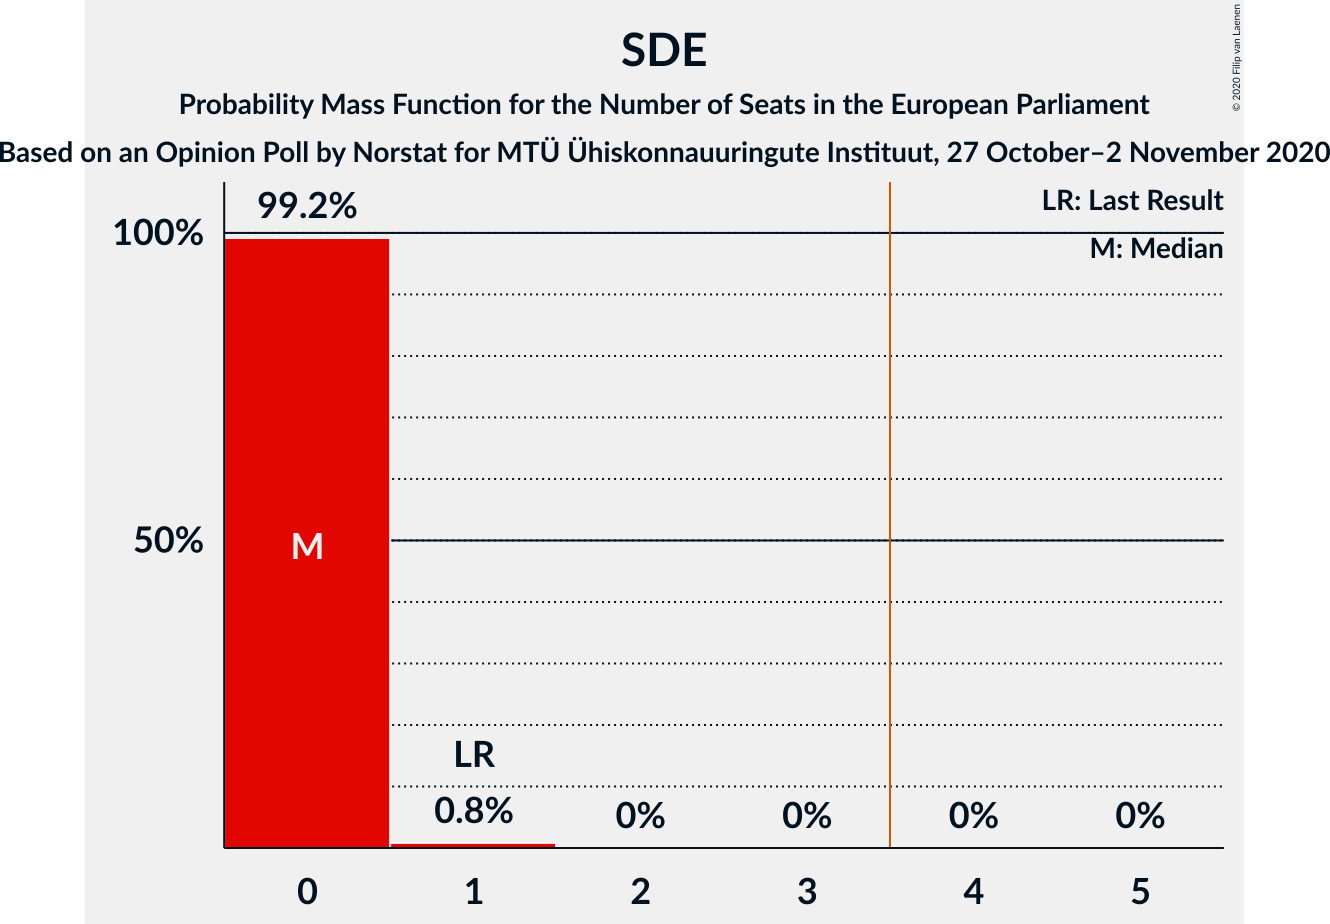 SDE
Probability Mass Function for the Number of Seats in the European Parliament
Based on an Opinion Poll by Norstat for MTÜ Ühiskonnauuringute Instituut, 27 October–2 November 2020
© 2020 Filip van Laenen
LR: Last Result
M: Median
99.2%
100%
50%
M
LR
0.8%
0%
0%
0%
0%
0
1
2
3
4
5